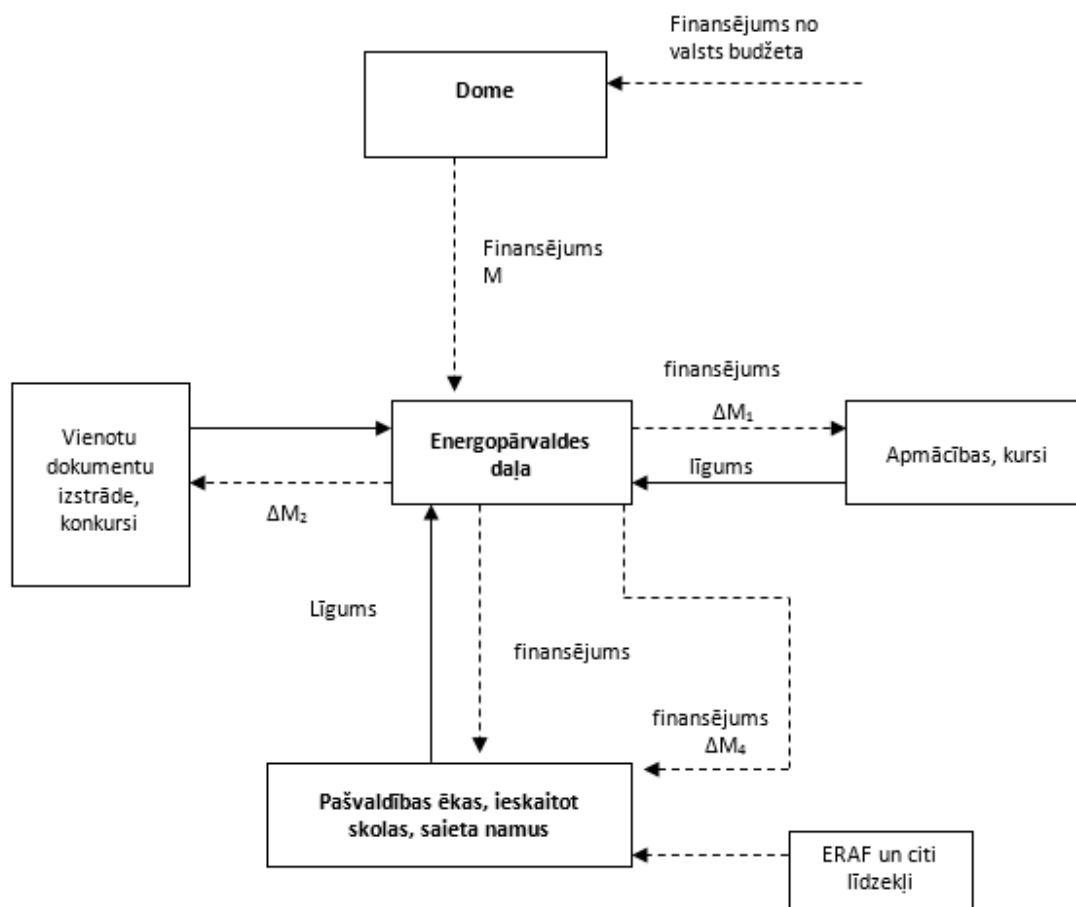 Finansējums no
valsts budžeta
Dome
Finansējums
M
finansējums
ΔM₁
Vienotu
dokumentu
izstrāde,
konkursi
Energopārvaldes
daļa
Apmācības, kursi
līgums
ΔM₂
Līgums
finansējums
finansējums
ΔM₄
Pašvaldības ēkas, ieskaitot
skolas, saieta namus
ERAF un citi
līdzekļi